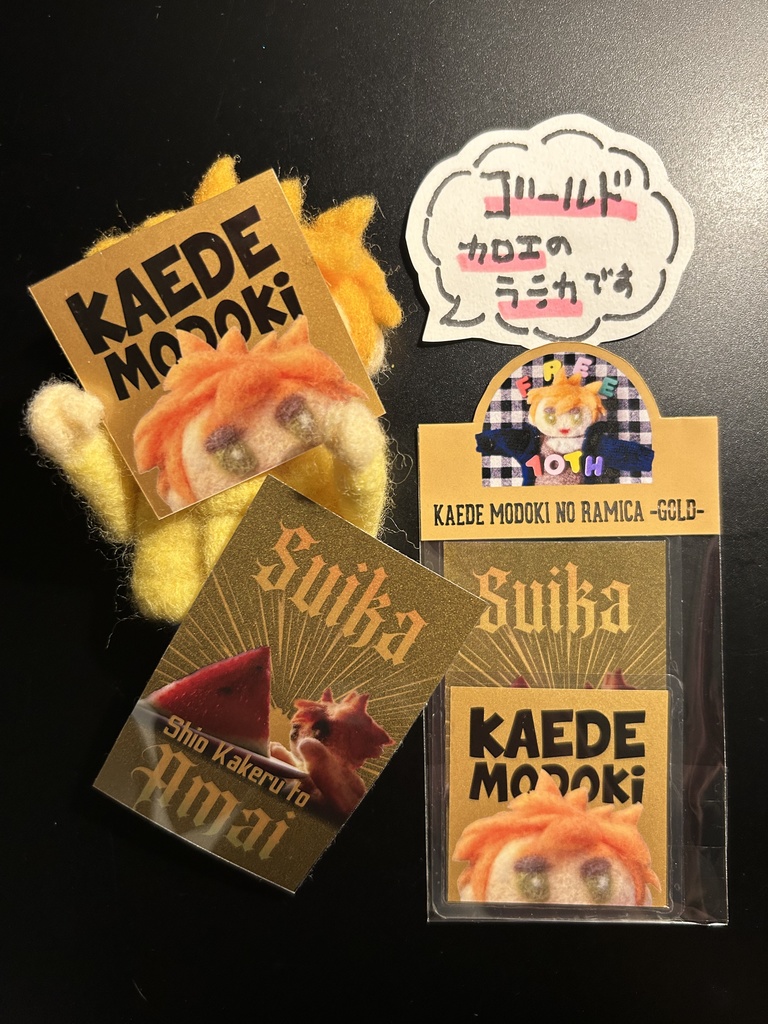 KAEDE
MODOKi
ゴールド
カロエの
ラミカです
FREE
10TH
KAEDE MODOKI NO RAMICA -GOLD-
Suika
Shio Kakeru to
Amai
Suika
KAEDE
MODOKi